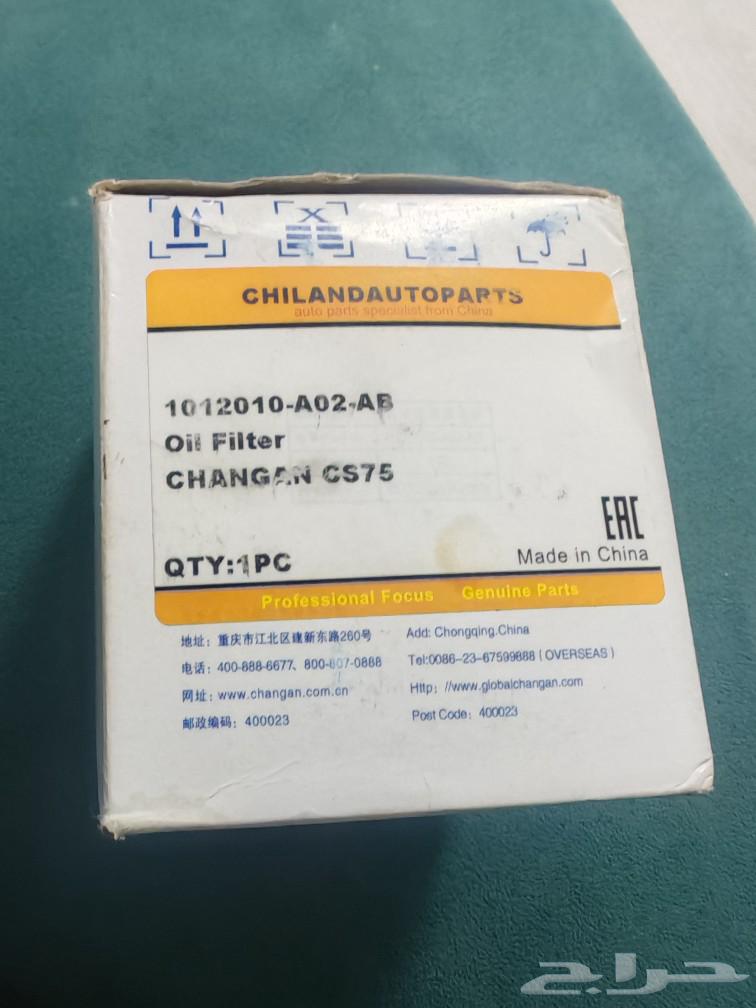 CHILANDAUTOPARTS
auto parts specialist from China
1012010-A02-AB
Oil Filter
CHANGAN CS75
EAC
QTY:1PC
Made in China
Professional Focus Genuine Parts
地址：重庆市江北区建新东路260号
电话：400-888-6677、800-807-0888
网址：www.changan.com.cn
邮政编码：400023
Add: Chongqing.China
Tel:0086-23-67599888 ( OVERSEAS )
Http: //www.globalchangan.com
Post Code: 400023
حراج